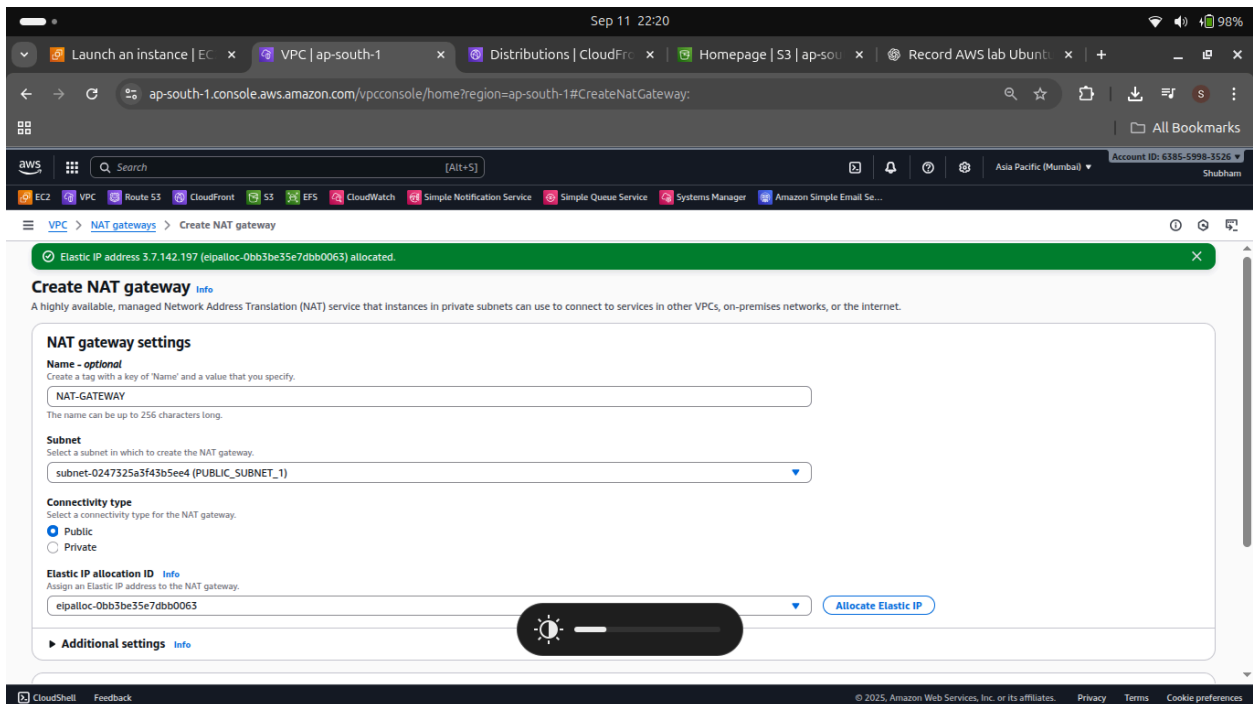 Sep 11 22:20
98%
Launch an instance | EC
VPC | ap-south-1
Distributions | CloudFro
Homepage | S3 | ap-sou
Record AWS lab Ubuntu
ap-south-1.console.aws.amazon.com/vpcconsole/home?region=ap-south-1#CreateNatGateway:
S
All Bookmarks
aws
Search
[Alt+S]
Asia Pacific (Mumbai)
Account ID: 6385-5998-3526
Shubham
EC2 VPC Route 53 CloudFront S3 EFS CloudWatch Simple Notification Service Simple Queue Service Systems Manager Amazon Simple Email Se...
VPC > NAT gateways > Create NAT gateway
Elastic IP address 3.7.142.197 (eipalloc-0bb3be35e7dbb0063) allocated.
Create NAT gateway Info
A highly available, managed Network Address Translation (NAT) service that instances in private subnets can use to connect to services in other VPCs, on-premises networks, or the internet.
NAT gateway settings
Name - optional
Create a tag with a key of 'Name' and a value that you specify.
NAT-GATEWAY
The name can be up to 256 characters long.
Subnet
Select a subnet in which to create the NAT gateway.
subnet-0247325a3f43b5ee4 (PUBLIC_SUBNET_1)
Connectivity type
Select a connectivity type for the NAT gateway.
Public
Private
Elastic IP allocation ID Info
Assign an Elastic IP address to the NAT gateway.
eipalloc-0bb3be35e7dbb0063
Allocate Elastic IP
Additional settings Info
CloudShell Feedback
© 2025, Amazon Web Services, Inc. or its affiliates. Privacy Terms Cookie preferences